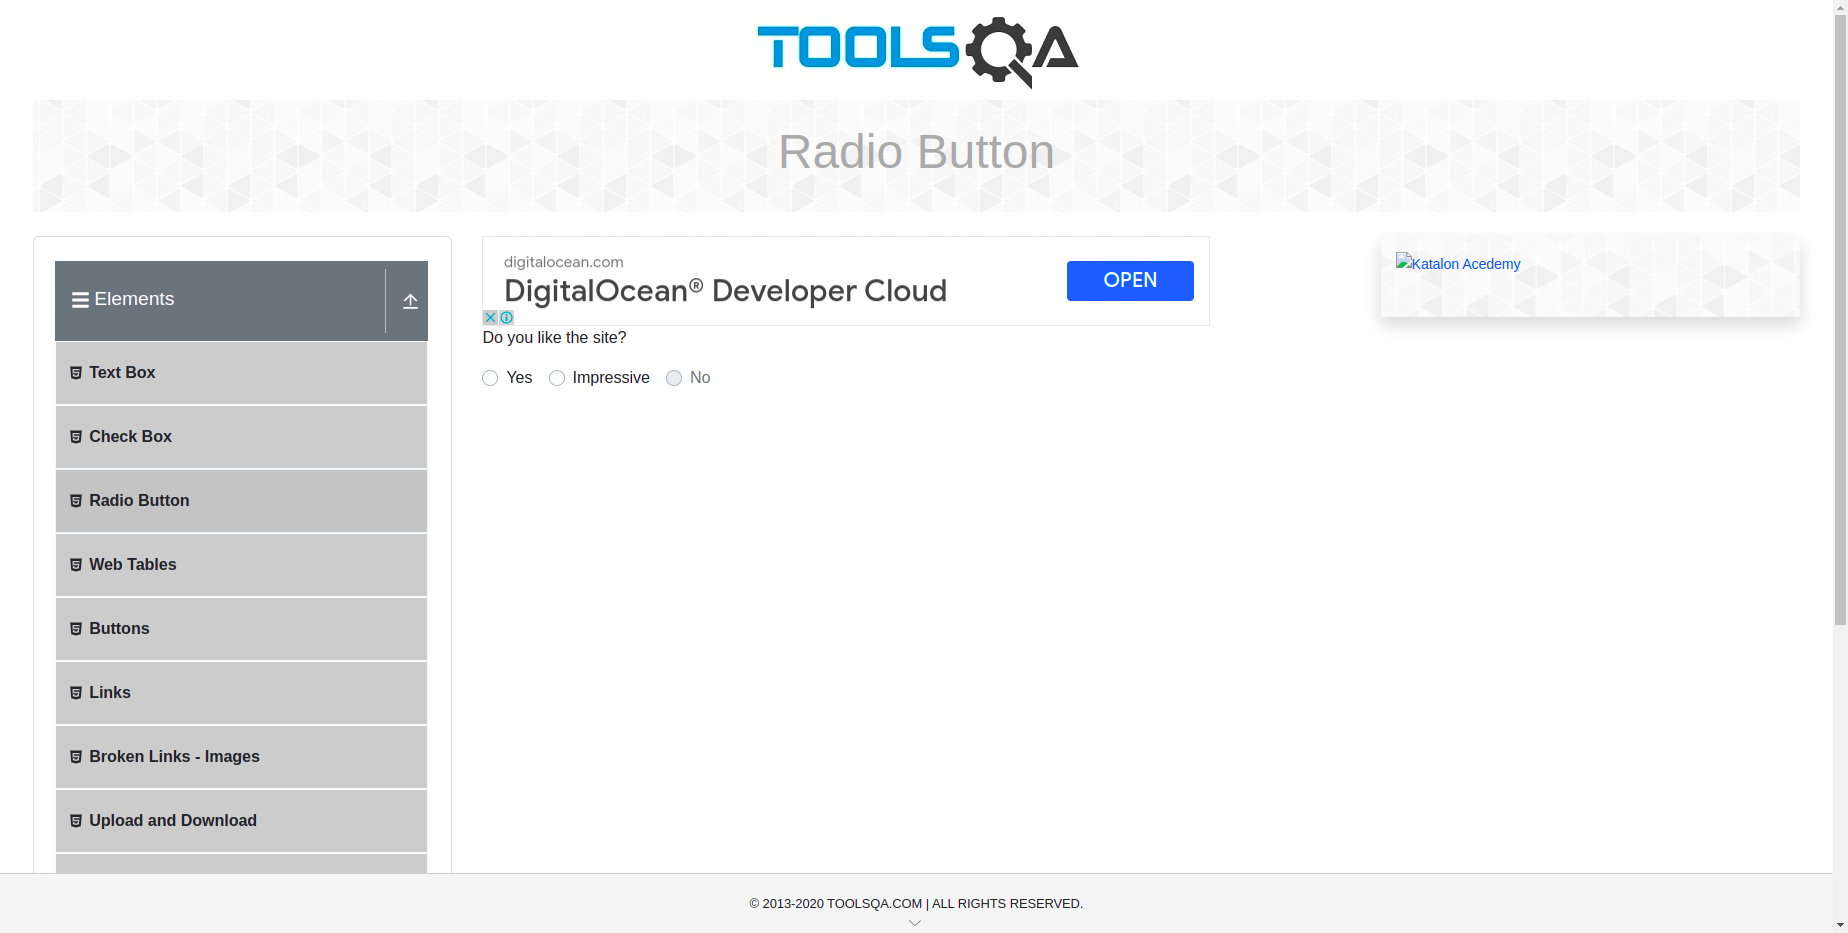 TOOLSQA
Radio Button
Elements
Text Box
Check Box
Radio Button
Web Tables
Buttons
Links
Broken Links - Images
Upload and Download
digitalocean.com
DigitalOcean® Developer Cloud
OPEN
Do you like the site?
Yes Impressive No
Katalon Acedemy
© 2013-2020 TOOLSQA.COM | ALL RIGHTS RESERVED.